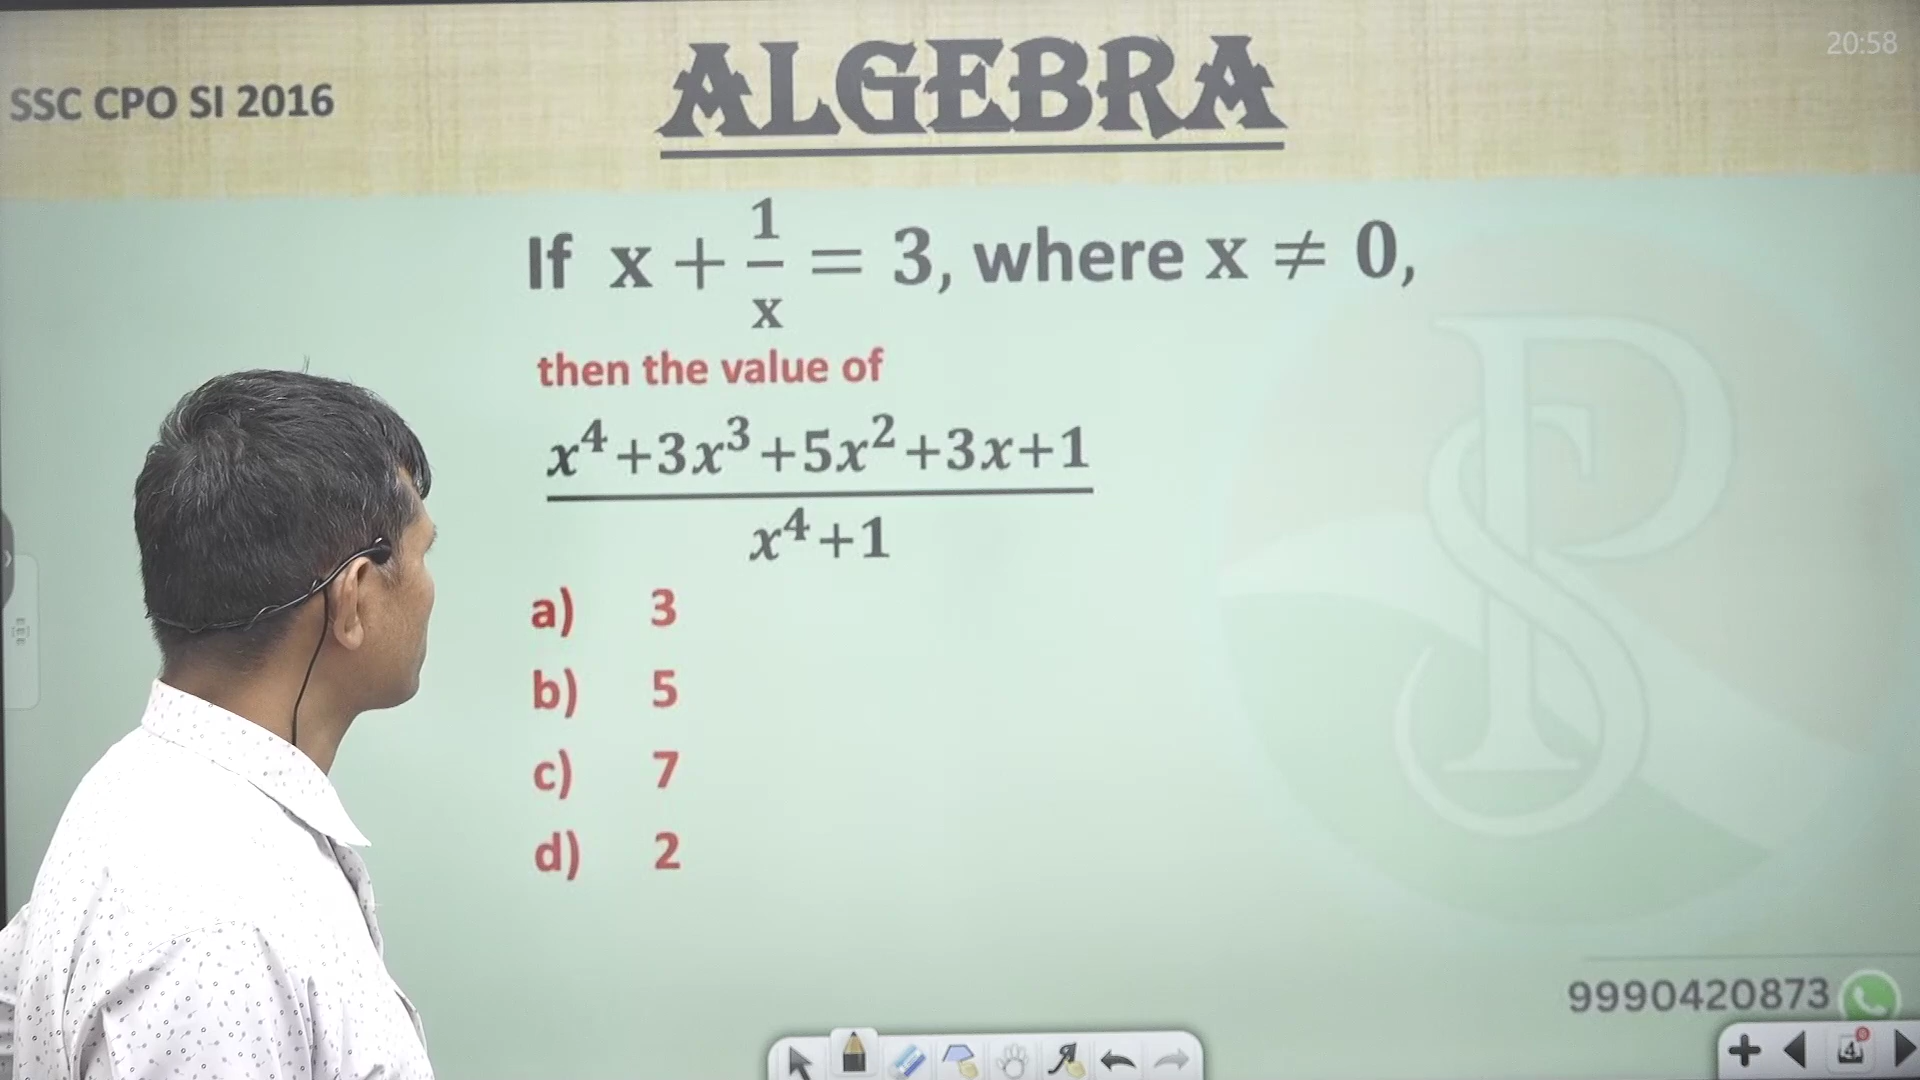 ALGEBRA
20:58
SSC CPO SI 2016
If x + 1/x = 3, where x ≠ 0,
then the value of
x⁴+3x³+5x²+3x+1
x⁴+1
a) 3
b) 5
c) 7
d) 2
9990420873
4